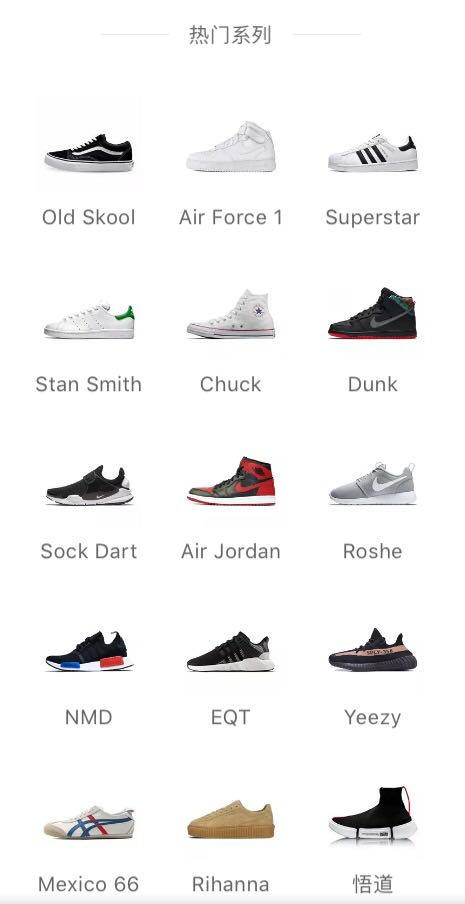 热门系列
Old Skool
Air Force 1
Superstar
Stan Smith
Chuck
Dunk
Sock Dart
Air Jordan
Roshe
NMD
EQT
Yeezy
Mexico 66
Rihanna
悟道